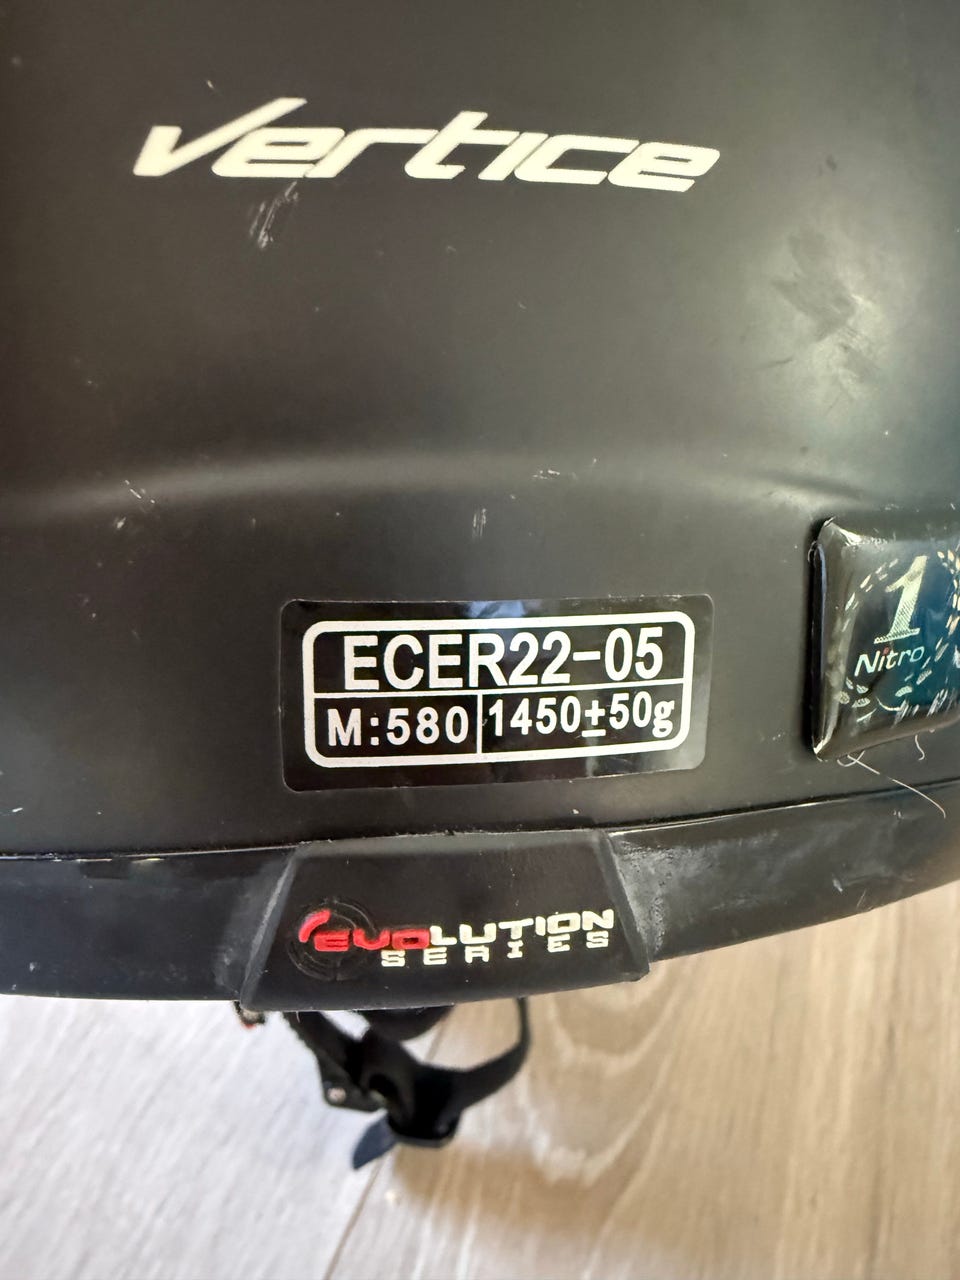 Vertice
ECER22-05
M:580 1450±50g
1
Nitro
EVOLUTION
SERIES